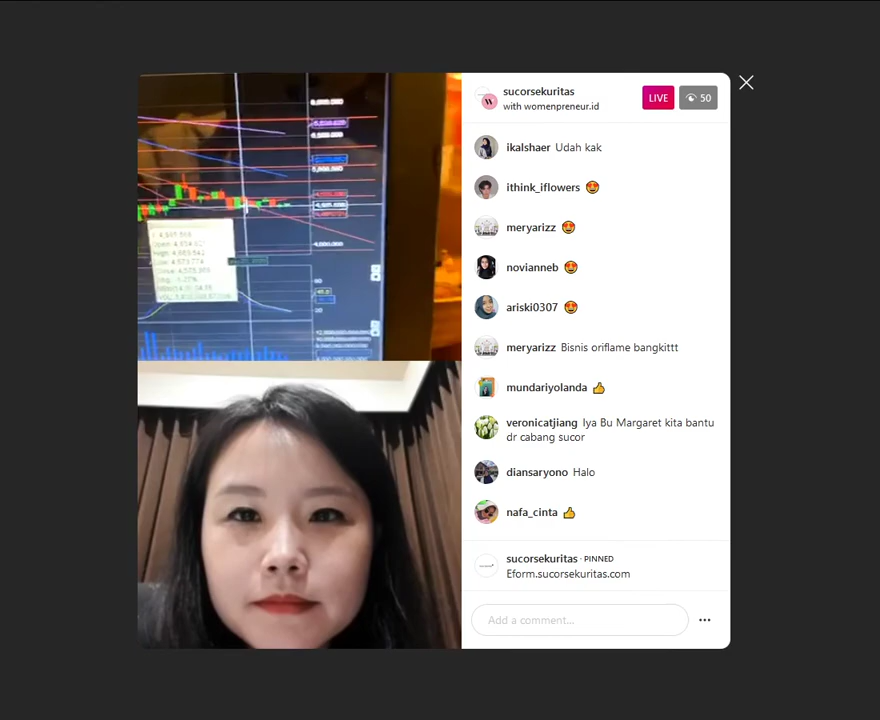 sucorsekuritas
with womenpreneur.id
LIVE
50
ikalshaer Udah kak
ithink_iflowers
meryarizz
novianneb
ariski0307
meryarizz Bisnis oriflame bangkittt
mundariyolanda
veronicatjiang Iya Bu Margaret kita bantu
dr cabang sucor
diansaryono Halo
nafa_cinta
sucorsekuritas · PINNED
Eform.sucorsekuritas.com
Add a comment...